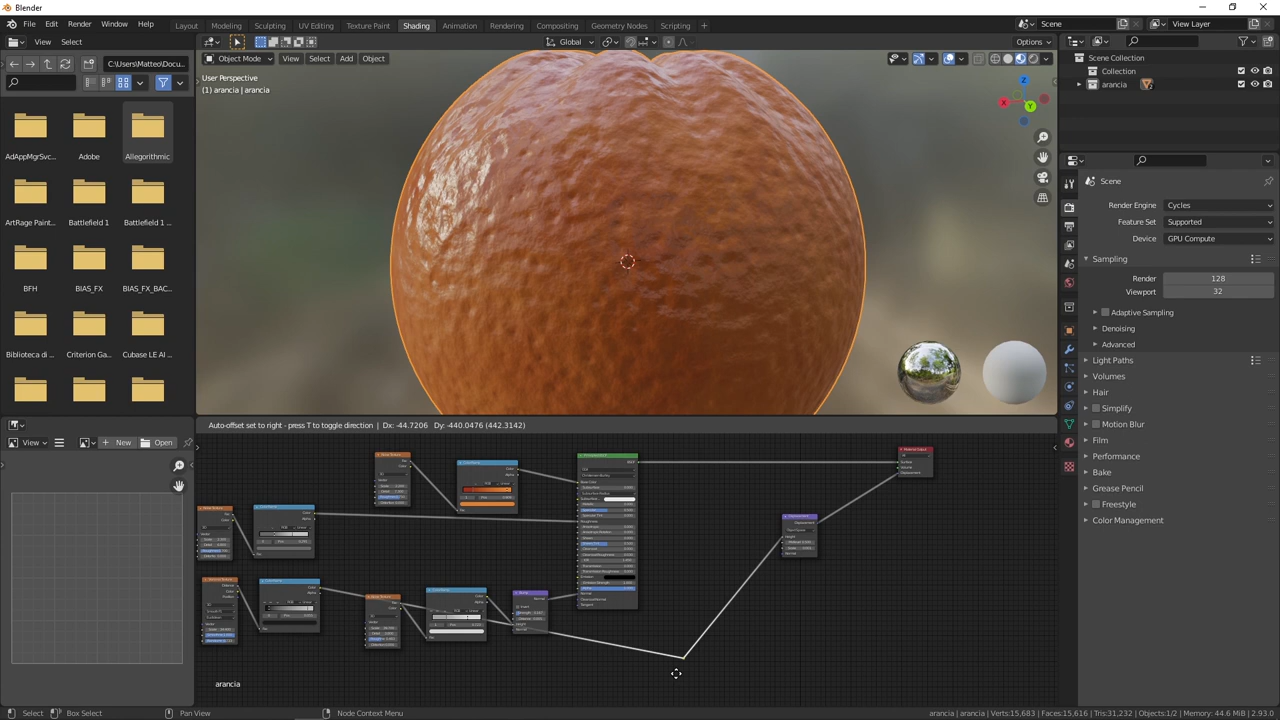 Blender
File Edit Render Window Help
Layout Modeling Sculpting UV Editing Texture Paint Shading Animation Rendering Compositing Geometry Nodes Scripting +
Scene
View Layer
View Select
Global
Options
C:\Users\Matteo\Docu...
Object Mode View Select Add Object
User Perspective
(1) arancia | arancia
Z
X
Y
AdAppMgrSvc...
Adobe
Allegorithmic
ArtRage Paint...
Battlefield 1
Battlefield 1 ...
BFH
BIAS_FX
BIAS_FX_BAC...
Biblioteca di ...
Criterion Ga...
Cubase LE AI ...
Scene Collection
Collection
arancia
Scene
Render Engine Cycles
Feature Set Supported
Device GPU Compute
Sampling
Render 128
Viewport 32
Adaptive Sampling
Denoising
Advanced
Light Paths
Volumes
Hair
Simplify
Motion Blur
Film
Performance
Bake
Grease Pencil
Freestyle
Color Management
View
New
Open
Auto-offset set to right - press T to toggle direction | Dx: -44.7206 Dy: -440.0476 (442.3142)
arancia
Select
Box Select
Pan View
Node Context Menu
arancia | arancia | Verts:15,683 | Faces:15,616 | Tris:31,232 | Objects:1/2 | Memory: 44.6 MiB | 2.93.0